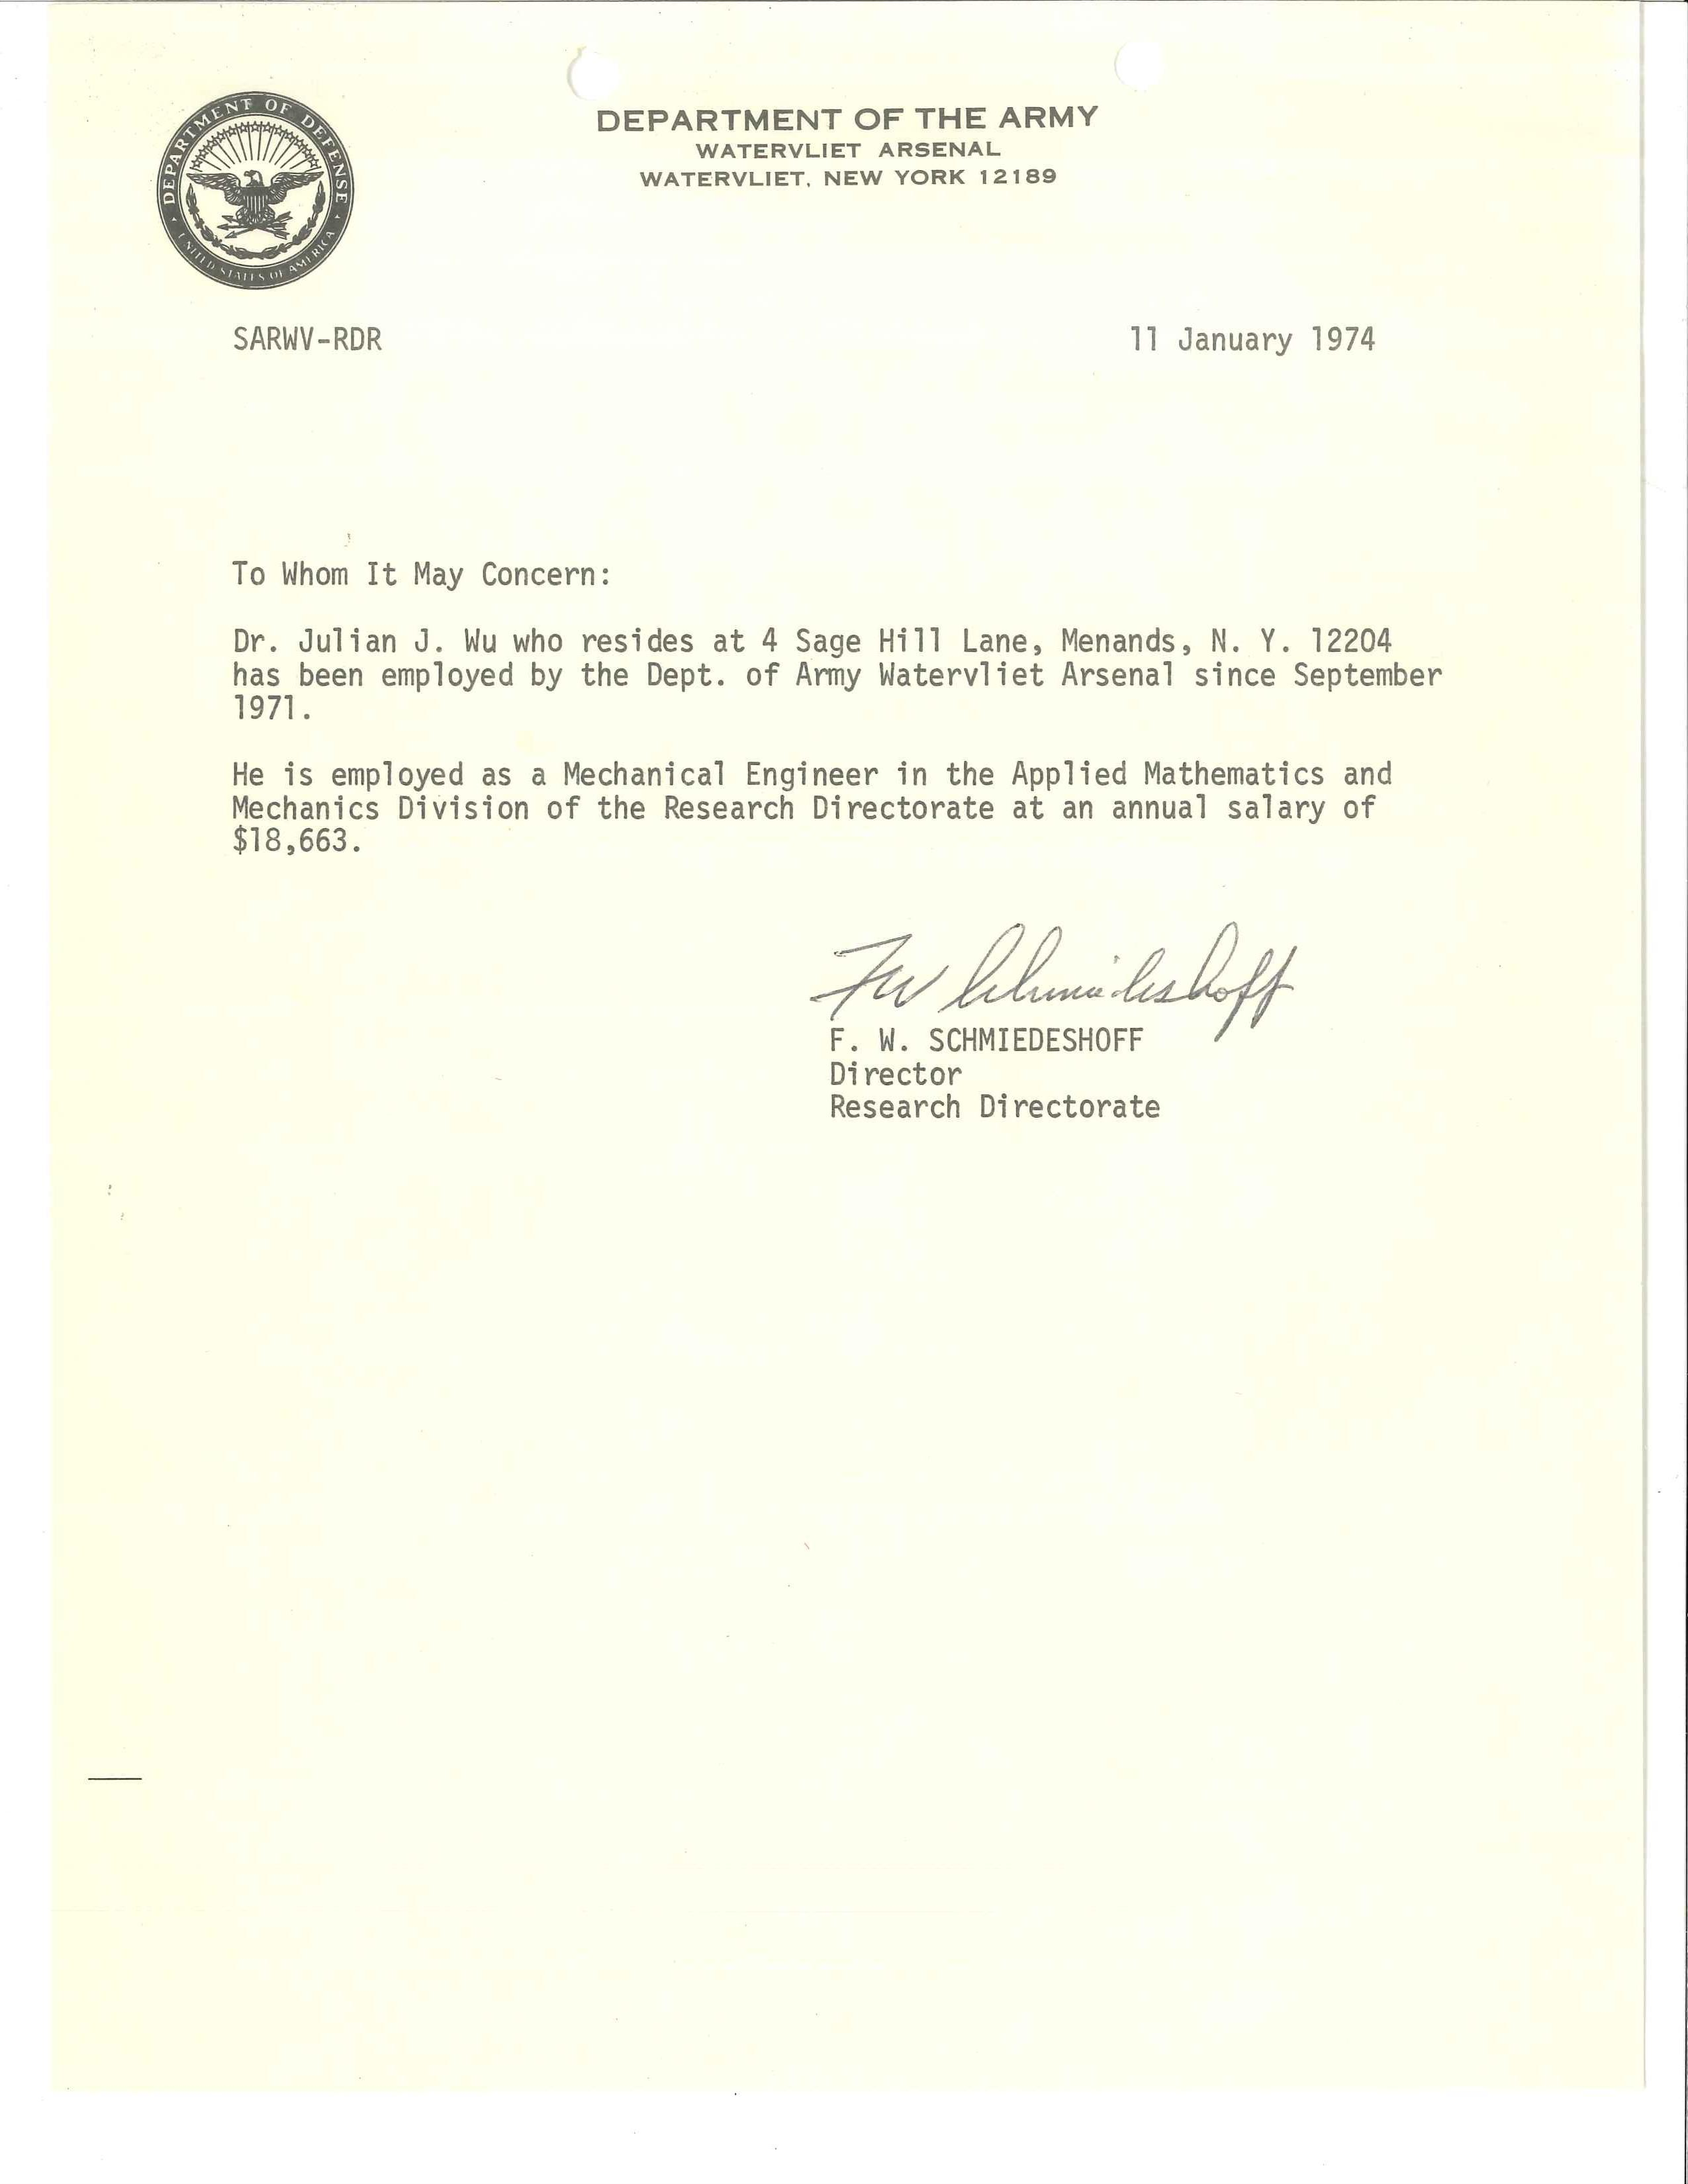 DEPARTMENT OF DEFENSE
UNITED STATES OF AMERICA
DEPARTMENT OF THE ARMY
WATERVLIET ARSENAL
WATERVLIET, NEW YORK 12189
SARWV-RDR 11 January 1974
To Whom It May Concern:
Dr. Julian J. Wu who resides at 4 Sage Hill Lane, Menands, N. Y. 12204
has been employed by the Dept. of Army Watervliet Arsenal since September
1971.
He is employed as a Mechanical Engineer in the Applied Mathematics and
Mechanics Division of the Research Directorate at an annual salary of
$18,663.
FW Schmiedeshoff
F. W. SCHMIEDESHOFF
Director
Research Directorate